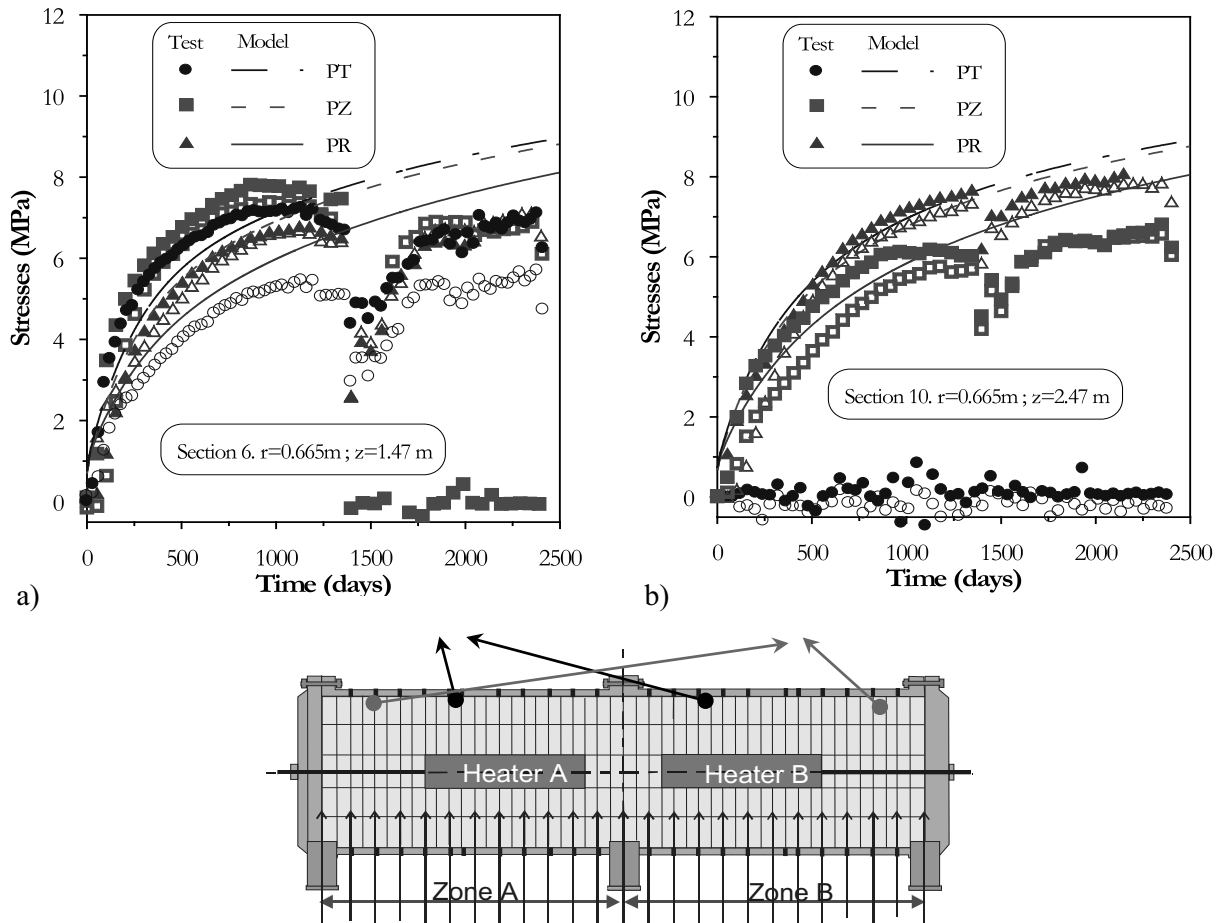 12
10
8
6
4
2
0
Stresses (MPa)
Test Model
PT
PZ
PR
Section 6. r=0.665m ; z=1.47 m
0 500 1000 1500 2000 2500
Time (days)
a)
12
10
8
6
4
2
0
Stresses (MPa)
Test Model
PT
PZ
PR
Section 10. r=0.665m ; z=2.47 m
0 500 1000 1500 2000 2500
Time (days)
b)
Heater A
Heater B
Zone A
Zone B